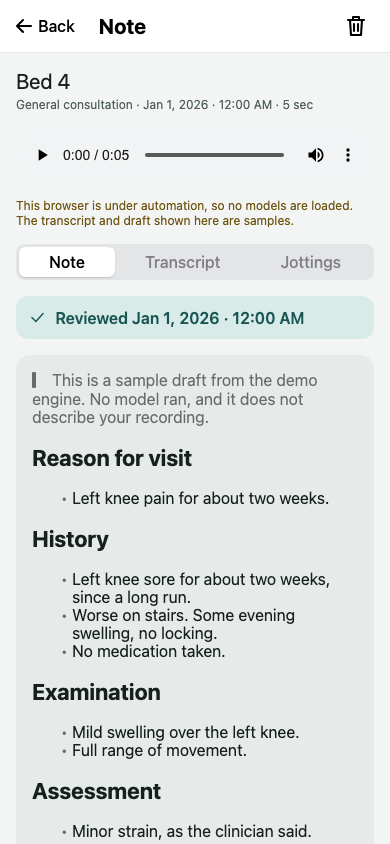 Back Note
Bed 4
General consultation · Jan 1, 2026 · 12:00 AM · 5 sec
0:00 / 0:05
This browser is under automation, so no models are loaded.
The transcript and draft shown here are samples.
Note Transcript Jottings
Reviewed Jan 1, 2026 · 12:00 AM
This is a sample draft from the demo
engine. No model ran, and it does not
describe your recording.
Reason for visit
• Left knee pain for about two weeks.
History
• Left knee sore for about two weeks,
since a long run.
• Worse on stairs. Some evening
swelling, no locking.
• No medication taken.
Examination
• Mild swelling over the left knee.
• Full range of movement.
Assessment
• Minor strain, as the clinician said.